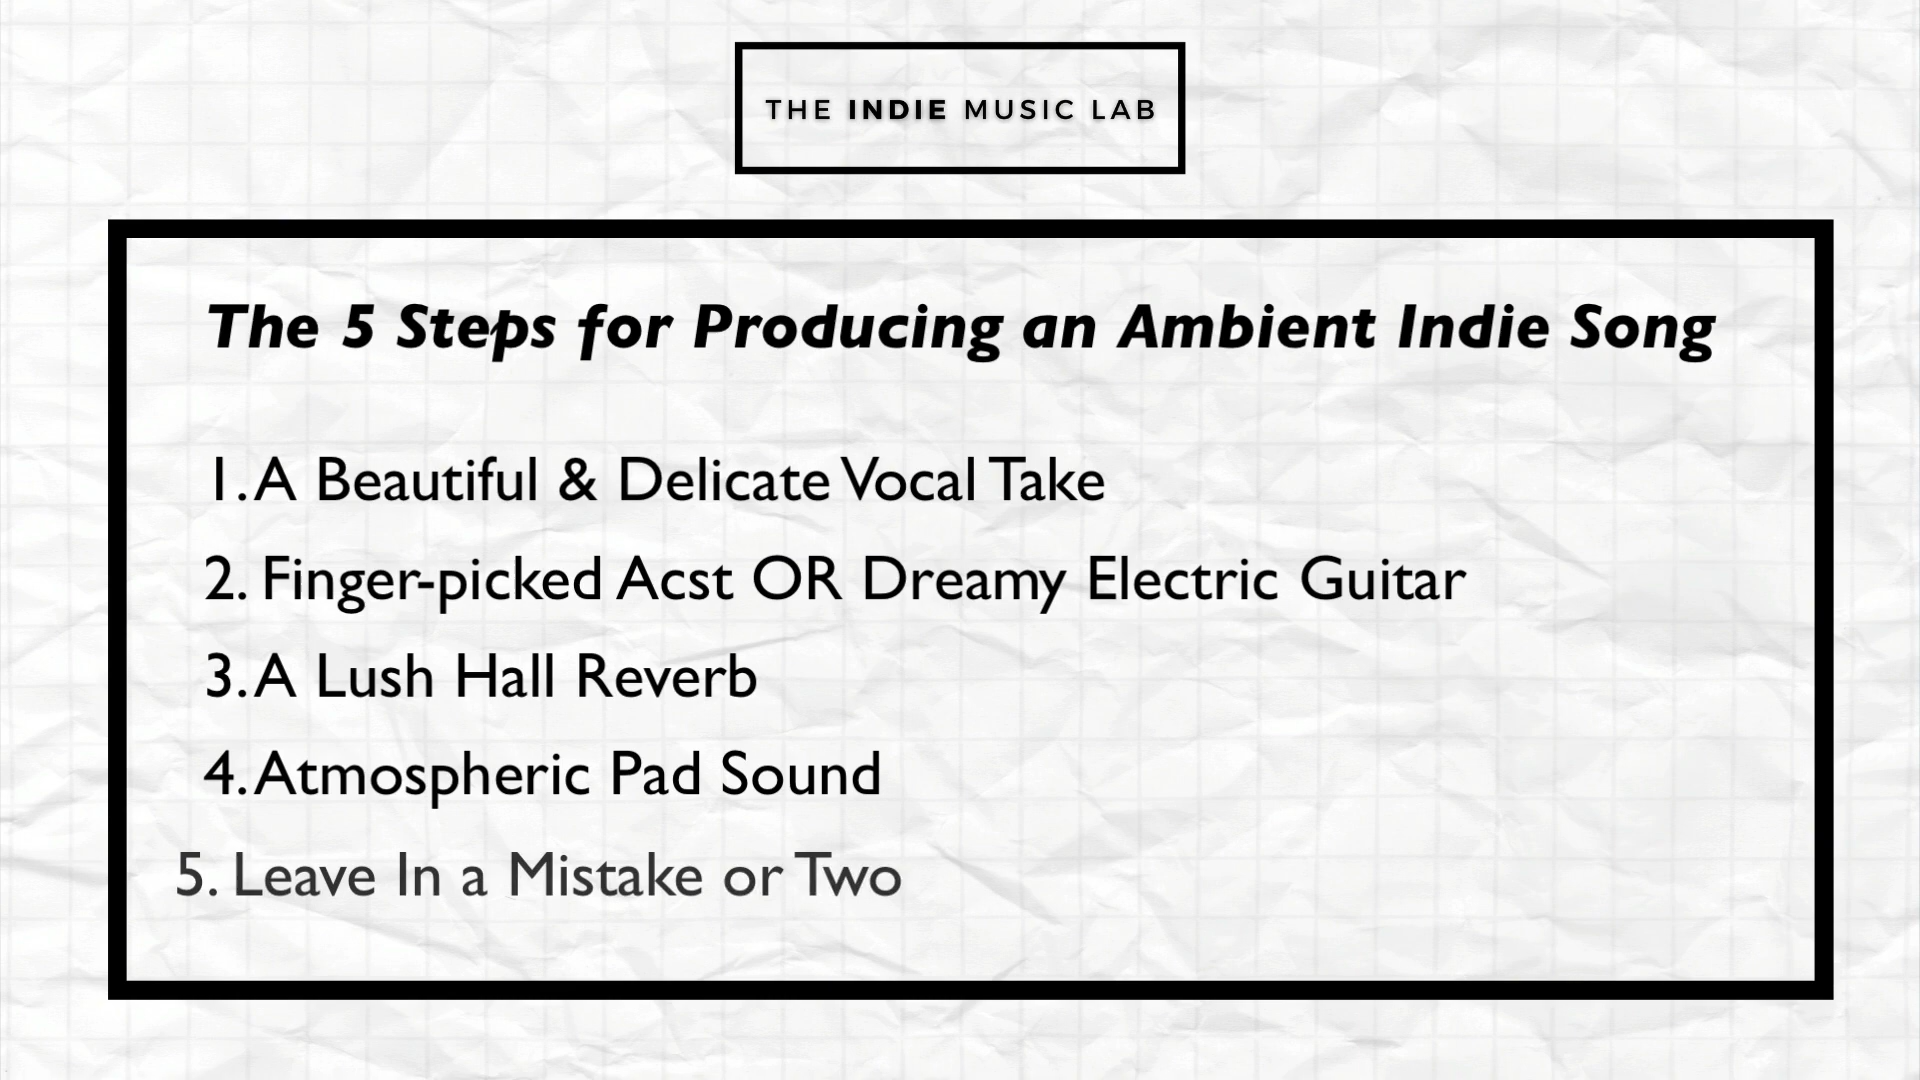 THE INDIE MUSIC LAB
The 5 Steps for Producing an Ambient Indie Song
1. A Beautiful & Delicate Vocal Take
2. Finger-picked Acst OR Dreamy Electric Guitar
3. A Lush Hall Reverb
4. Atmospheric Pad Sound
5. Leave In a Mistake or Two